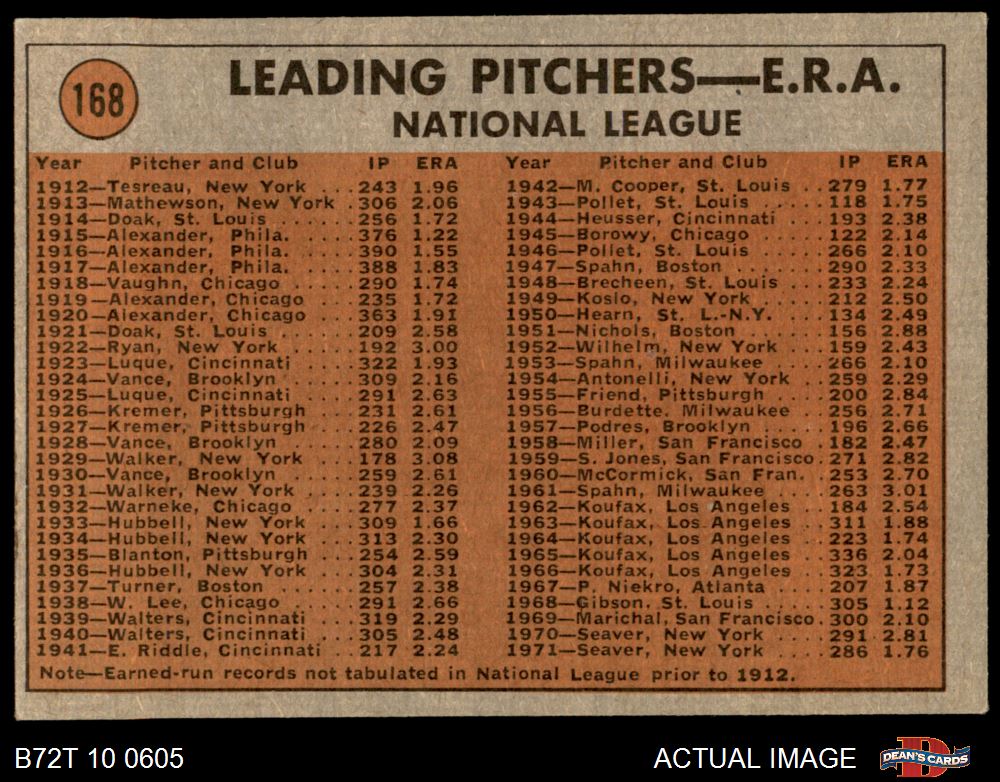 168
LEADING PITCHERS—E.R.A.
NATIONAL LEAGUE
Year Pitcher and Club IP ERA
1912—Tesreau, New York ... 243 1.96
1913—Mathewson, New York . 306 2.06
1914—Doak, St. Louis ..... 256 1.72
1915—Alexander, Phila. .... 376 1.22
1916—Alexander, Phila. .... 390 1.55
1917—Alexander, Phila. .... 388 1.83
1918—Vaughn, Chicago ..... 290 1.74
1919—Alexander, Chicago ... 235 1.72
1920—Alexander, Chicago ... 363 1.91
1921—Doak, St. Louis ..... 209 2.58
1922—Ryan, New York ..... 192 3.00
1923—Luque, Cincinnati .... 322 1.93
1924—Vance, Brooklyn ..... 309 2.16
1925—Luque, Cincinnati .... 291 2.63
1926—Kremer, Pittsburgh ... 231 2.61
1927—Kremer, Pittsburgh ... 226 2.47
1928—Vance, Brooklyn ..... 280 2.09
1929—Walker, New York ... 178 3.08
1930—Vance, Brooklyn ..... 259 2.61
1931—Walker, New York .... 239 2.26
1932—Warneke, Chicago .... 277 2.37
1933—Hubbell, New York ... 309 1.66
1934—Hubbell, New York ... 313 2.30
1935—Blanton, Pittsburgh ... 254 2.59
1936—Hubbell, New York ... 304 2.31
1937—Turner, Boston ...... 257 2.38
1938—W. Lee, Chicago ..... 291 2.66
1939—Walters, Cincinnati ... 319 2.29
1940—Walters, Cincinnati ... 305 2.48
1941—E. Riddle, Cincinnati .. 217 2.24
Year Pitcher and Club IP ERA
1942—M. Cooper, St. Louis .. 279 1.77
1943—Pollet, St. Louis ..... 118 1.75
1944—Heusser, Cincinnati ... 193 2.38
1945—Borowy, Chicago ..... 122 2.14
1946—Pollet, St. Louis ..... 266 2.10
1947—Spahn, Boston ....... 290 2.33
1948—Brecheen, St. Louis ... 233 2.24
1949—Koslo, New York ..... 212 2.50
1950—Hearn, St. L.-N.Y. .... 134 2.49
1951—Nichols, Boston ...... 156 2.88
1952—Wilhelm, New York ... 159 2.43
1953—Spahn, Milwaukee .... 266 2.10
1954—Antonelli, New York .. 259 2.29
1955—Friend, Pittsburgh .... 200 2.84
1956—Burdette, Milwaukee .. 256 2.71
1957—Podres, Brooklyn .... 196 2.66
1958—Miller, San Francisco . 182 2.47
1959—S. Jones, San Francisco . 271 2.82
1960—McCormick, San Fran. . 253 2.70
1961—Spahn, Milwaukee .... 263 3.01
1962—Koufax, Los Angeles .. 184 2.54
1963—Koufax, Los Angeles .. 311 1.88
1964—Koufax, Los Angeles .. 223 1.74
1965—Koufax, Los Angeles .. 336 2.04
1966—Koufax, Los Angeles .. 323 1.73
1967—P. Niekro, Atlanta .... 207 1.87
1968—Gibson, St. Louis ..... 305 1.12
1969—Marichal, San Francisco . 300 2.10
1970—Seaver, New York .... 291 2.81
1971—Seaver, New York .... 286 1.76
Note—Earned-run records not tabulated in National League prior to 1912.
B72T 10 0605
ACTUAL IMAGE
DEAN'S CARDS